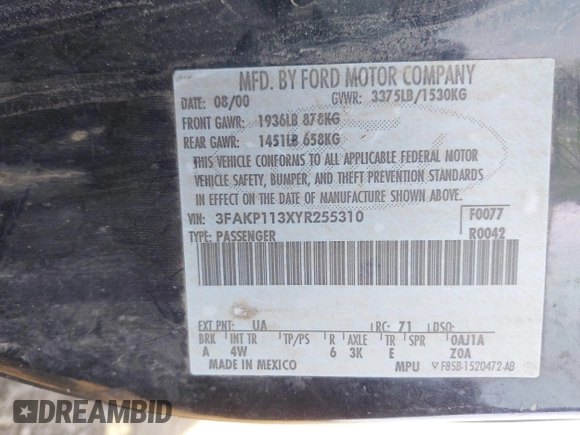 MFD. BY FORD MOTOR COMPANY
DATE: 08/00 GVWR: 3375LB/1530KG
FRONT GAWR: 1936LB 878KG
REAR GAWR: 1451LB 658KG
THIS VEHICLE CONFORMS TO ALL APPLICABLE FEDERAL MOTOR
VEHICLE SAFETY, BUMPER, AND THEFT PREVENTION STANDARDS
IN EFFECT ON THE DATE OF MANUFACTURE SHOWN ABOVE.
VIN: 3FAKP113XYR255310 F0077
TYPE: PASSENGER R0042
EXT PNT: UA RC: 71 DSO:
BRK INT TR TP/PS R AXLE TR SPR 0AJ1A
A 4W 6 3K E Z0A
MADE IN MEXICO MPU F85B-1520472-AB
DREAMBID